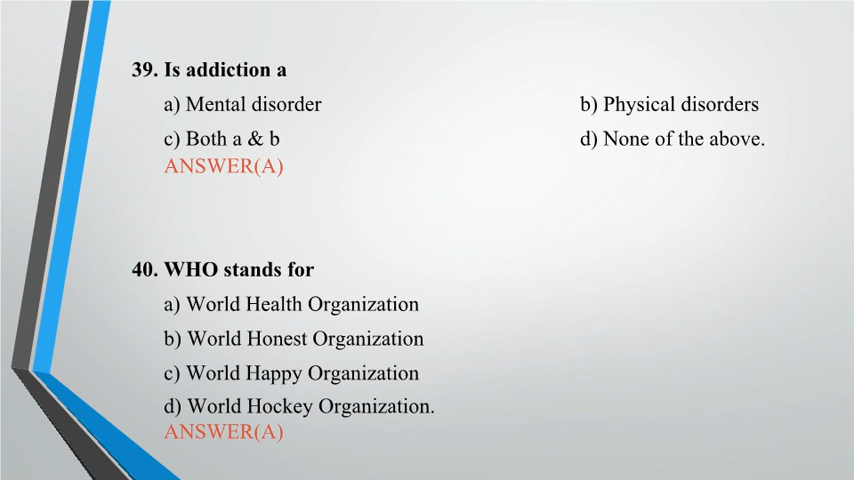 39. Is addiction a
a) Mental disorder b) Physical disorders
c) Both a & b d) None of the above.
ANSWER(A)
40. WHO stands for
a) World Health Organization
b) World Honest Organization
c) World Happy Organization
d) World Hockey Organization.
ANSWER(A)